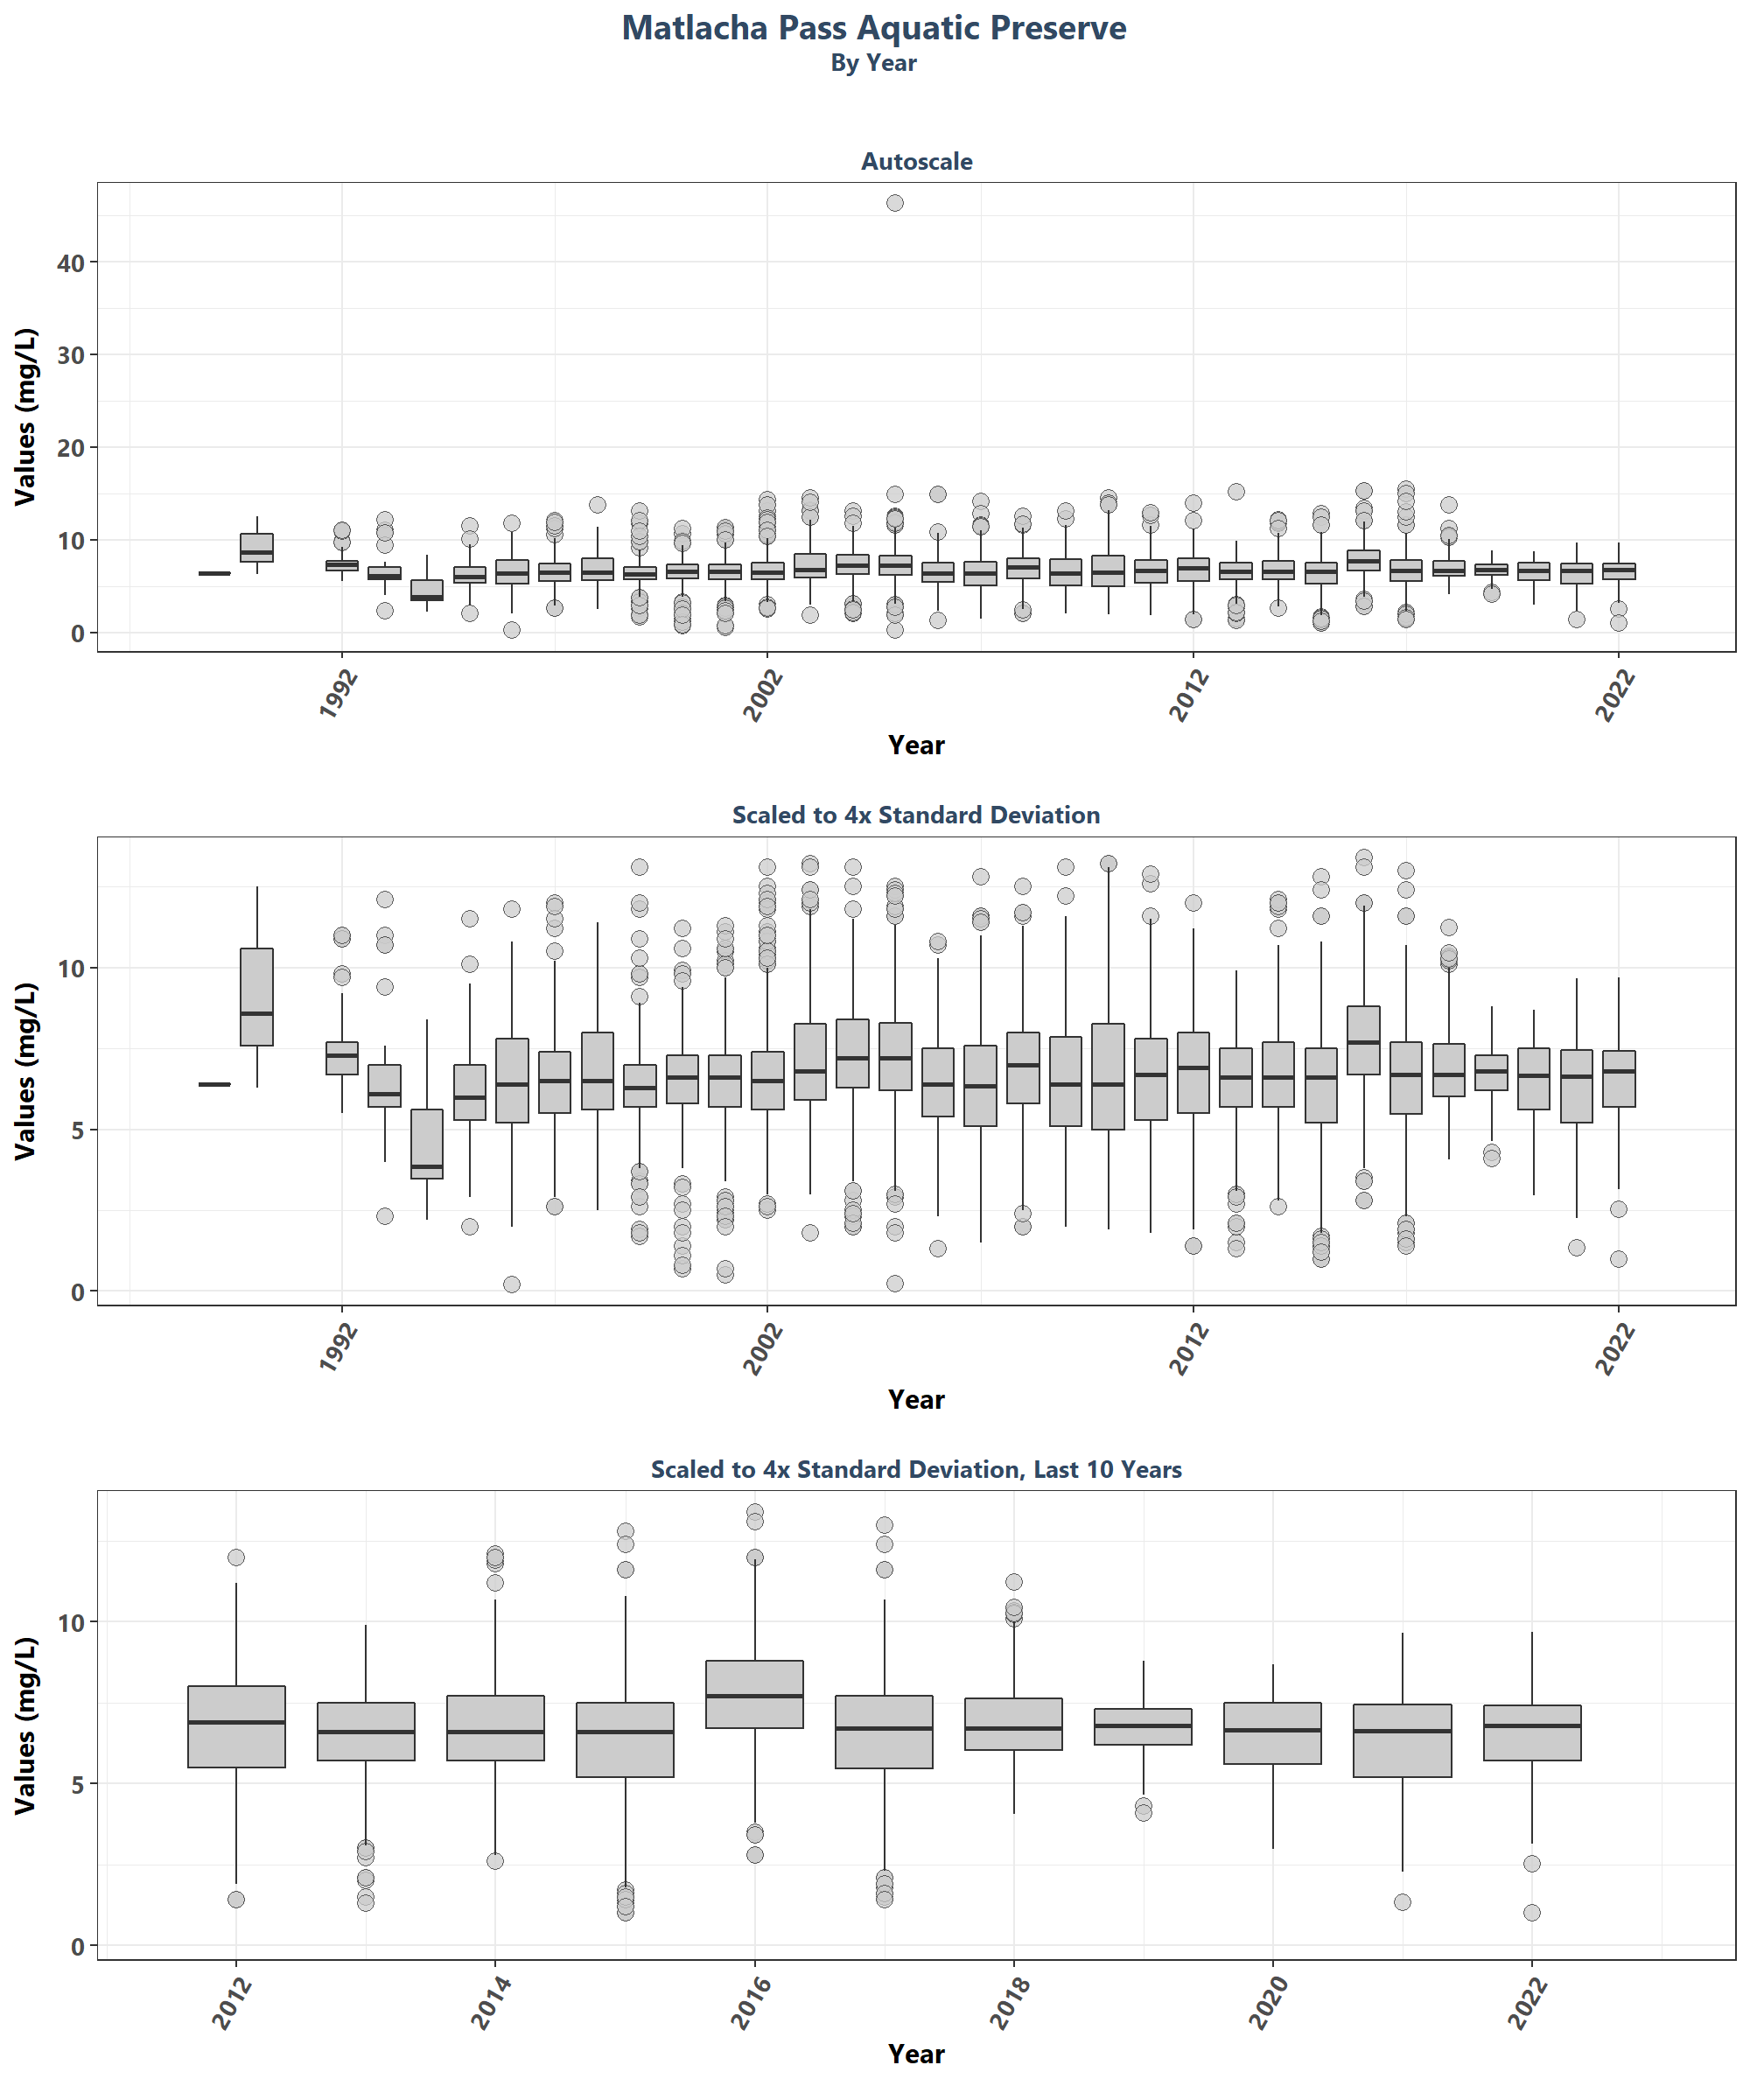 Matlacha Pass Aquatic Preserve
By Year
Autoscale
Values (mg/L)
40
30
20
10
0
1992
2002
2012
2022
Year
Scaled to 4x Standard Deviation
Values (mg/L)
10
5
0
1992
2002
2012
2022
Year
Scaled to 4x Standard Deviation, Last 10 Years
Values (mg/L)
10
5
0
2012
2014
2016
2018
2020
2022
Year